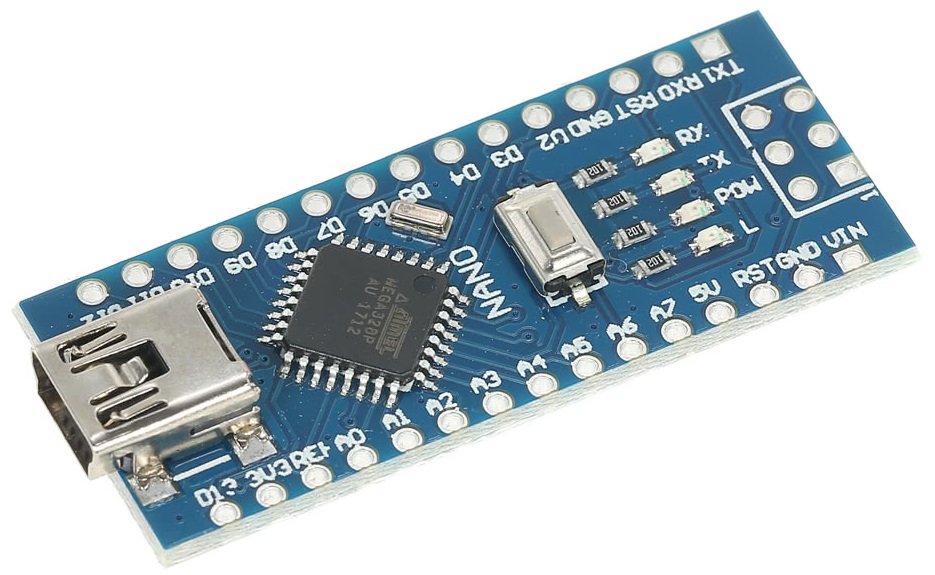 TX1 RX0 RST GND D2 D3 D4 D5 D6 D7 D8 D9 D10 D11 D12
RX
TX
POW
L
1
NANO
Atmel
MEGA328P
AU 1712
D13 3V3 REF A0 A1 A2 A3 A4 A5 A6 A7 5V RST GND VIN